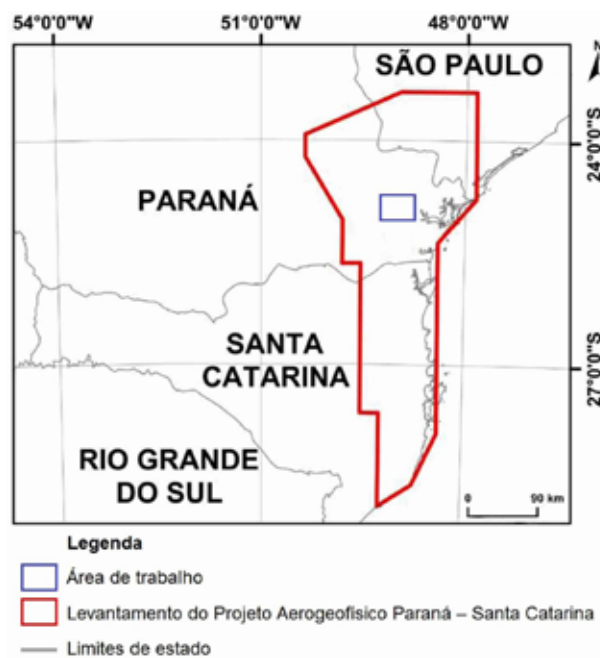 54°0'0"W 51°0'0"W 48°0'0"W
N
SÃO PAULO
24°0'0"S
PARANÁ
SANTA
CATARINA
27°0'0"S
RIO GRANDE
DO SUL
0 90 km
Legenda
Área de trabalho
Levantamento do Projeto Aerogeofisico Paraná – Santa Catarina
Limites de estado